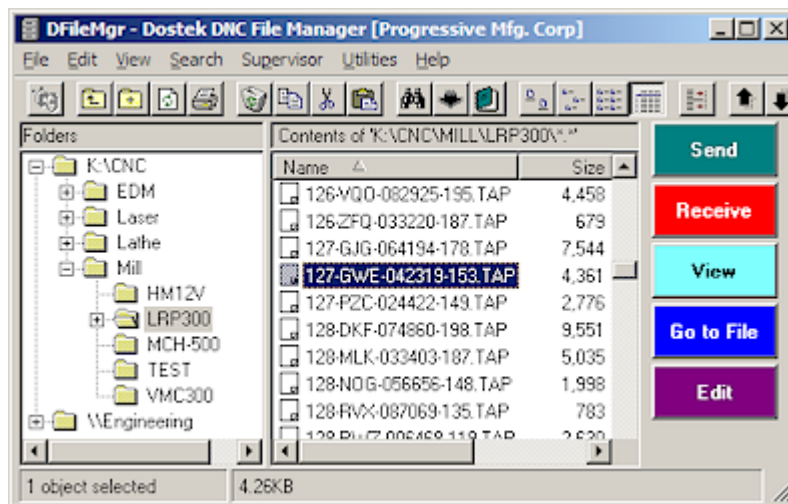 DFileMgr - Dostek DNC File Manager [Progressive Mfg. Corp]
File Edit View Search Supervisor Utilities Help
Folders
K:\CNC
EDM
Laser
Lathe
Mill
HM12V
LRP300
MCH-500
TEST
VMC300
\\Engineering
Contents of 'K:\CNC\MILL\LRP300\*.*'
Name Size
126-VQO-082925-195.TAP 4,458
126-ZFQ-033220-187.TAP 679
127-GJG-064194-178.TAP 7,544
127-GWE-042319-153.TAP 4,361
127-PZC-024422-149.TAP 2,776
128-DKF-074860-198.TAP 9,551
128-MLK-033403-187.TAP 5,035
128-NOG-056656-148.TAP 1,998
128-RVX-087069-135.TAP 783
Send
Receive
View
Go to File
Edit
1 object selected
4.26KB